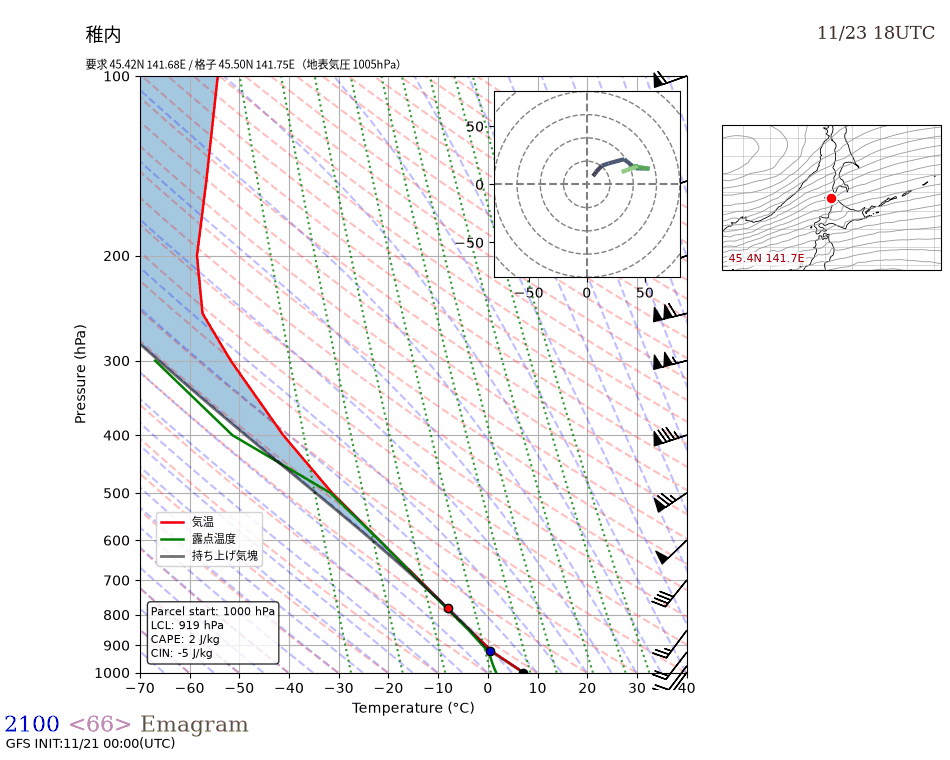 稚内
11/23 18UTC
要求 45.42N 141.68E / 格子 45.50N 141.75E（地表気圧 1005hPa）
100
200
300
400
500
600
700
800
900
1000
Pressure (hPa)
50
0
−50
−50 0 50
45.4N 141.7E
気温
露点温度
持ち上げ気塊
Parcel start: 1000 hPa
LCL: 919 hPa
CAPE: 2 J/kg
CIN: -5 J/kg
−70 −60 −50 −40 −30 −20 −10 0 10 20 30 40
Temperature (°C)
2100 <66> Emagram
GFS INIT:11/21 00:00(UTC)